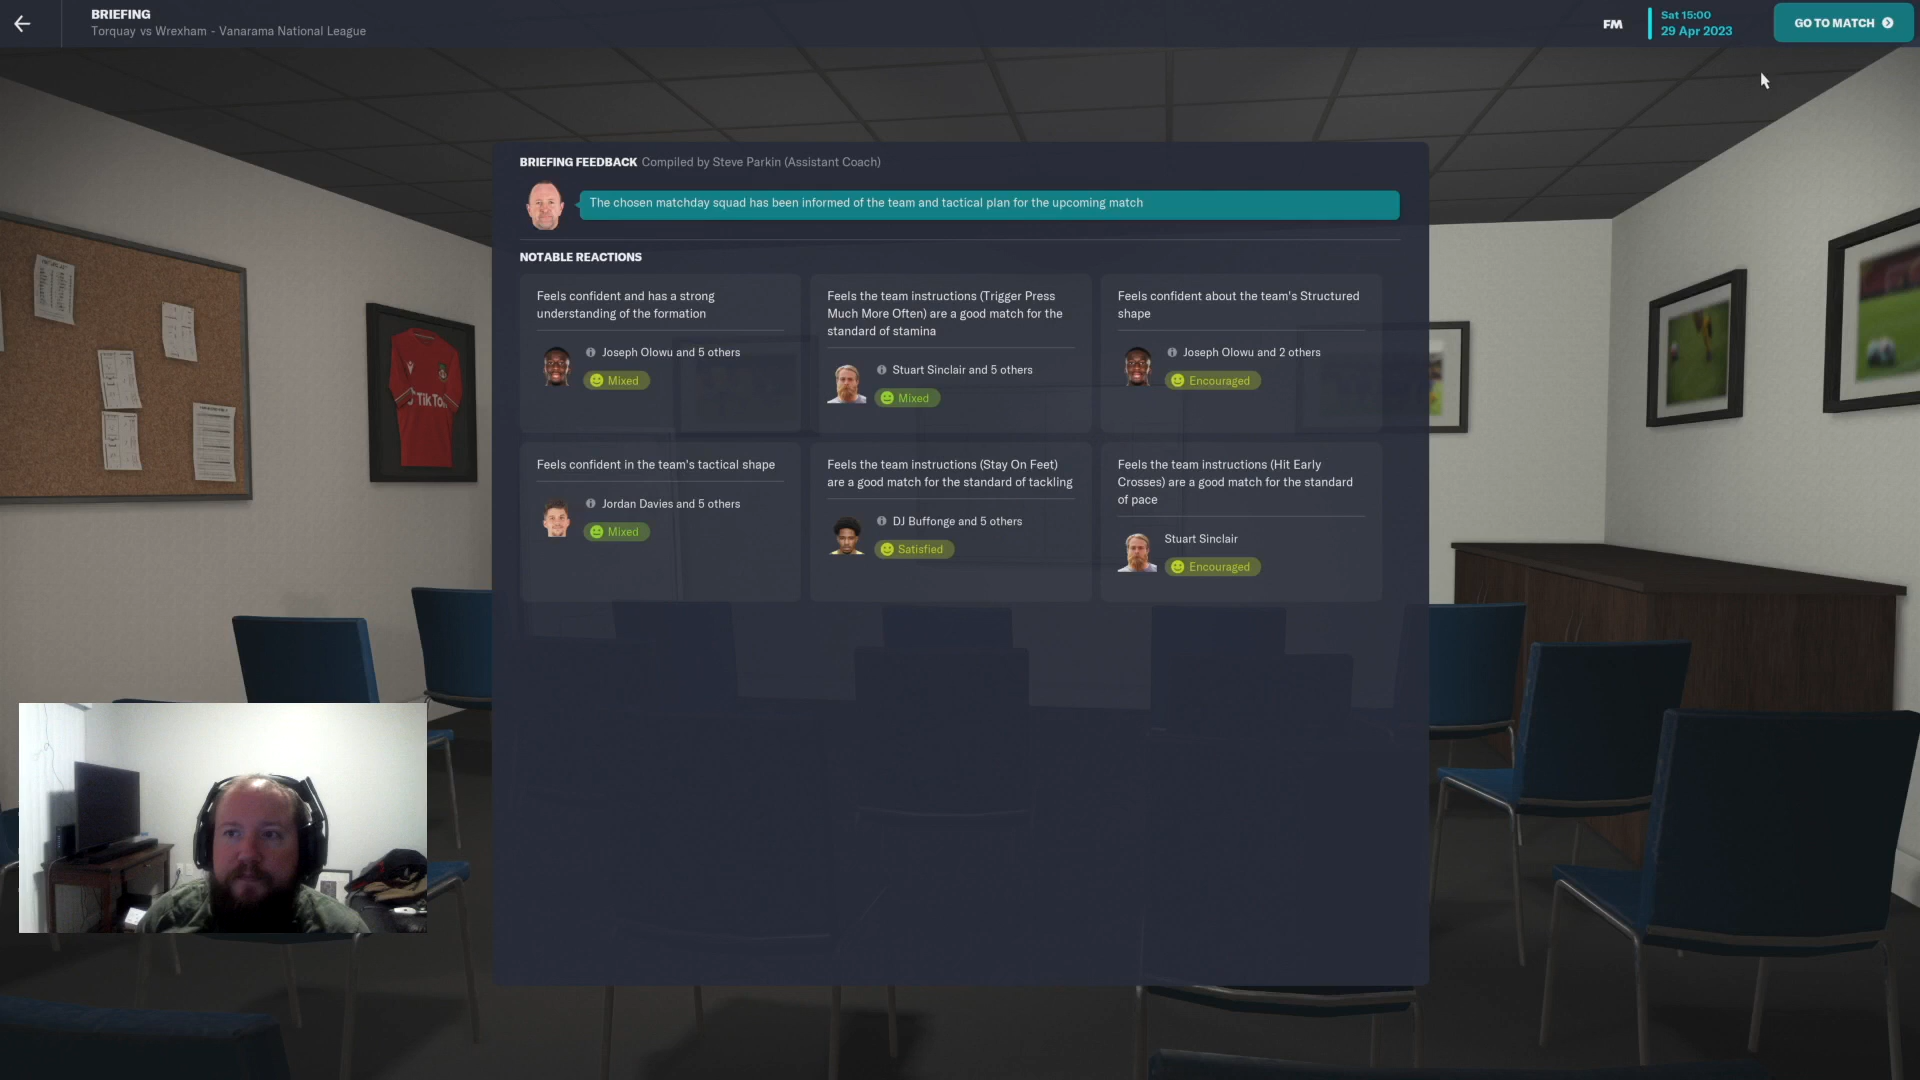 BRIEFING
Torquay vs Wrexham - Vanarama National League
FM
Sat 15:00
29 Apr 2023
GO TO MATCH
BRIEFING FEEDBACK Compiled by Steve Parkin (Assistant Coach)
The chosen matchday squad has been informed of the team and tactical plan for the upcoming match
NOTABLE REACTIONS
Feels confident and has a strong
understanding of the formation
Joseph Olowu and 5 others
Mixed
Feels the team instructions (Trigger Press
Much More Often) are a good match for the
standard of stamina
Stuart Sinclair and 5 others
Mixed
Feels confident about the team's Structured
shape
Joseph Olowu and 2 others
Encouraged
Feels confident in the team's tactical shape
Jordan Davies and 5 others
Mixed
Feels the team instructions (Stay On Feet)
are a good match for the standard of tackling
DJ Buffonge and 5 others
Satisfied
Feels the team instructions (Hit Early
Crosses) are a good match for the standard
of pace
Stuart Sinclair
Encouraged
TikTo